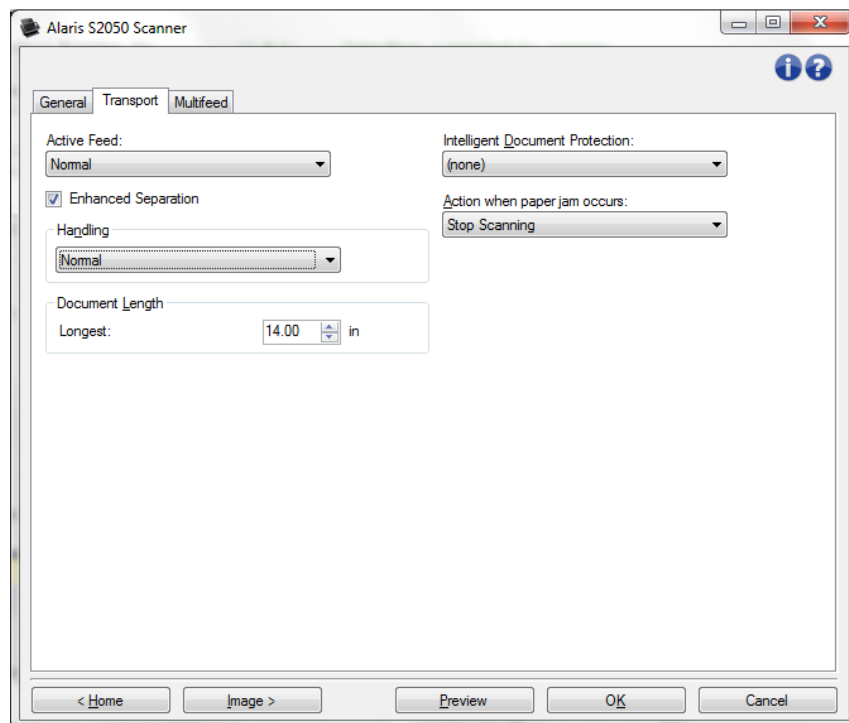 Alaris S2050 Scanner
General Transport Multifeed
Active Feed:
Normal
Enhanced Separation
Handling
Normal
Document Length
Longest: 14.00 in
Intelligent Document Protection:
(none)
Action when paper jam occurs:
Stop Scanning
< Home Image > Preview OK Cancel